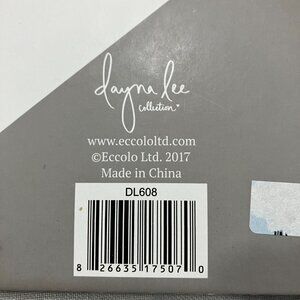 dayna lee
collection
www.eccololtd.com
©Eccolo Ltd. 2017
Made in China
DL608
8 26635 17507 0